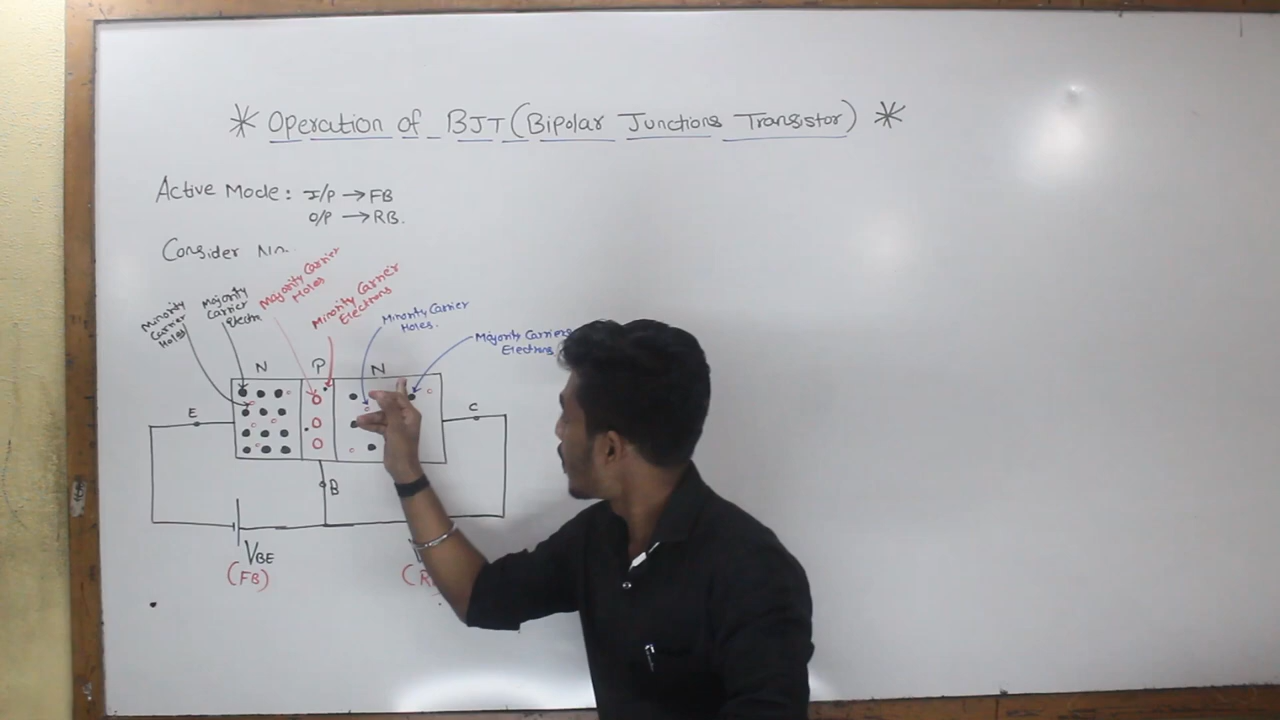 * Operation of BJT (Bipolar Junctions Transistor) *
Active Mode: I/P → FB
O/P → RB.
Consider
Minority Carrier Holes
Majority Carrier
Majority Carrier Holes
Minority Carrier Electrons
Minority Carrier Holes.
Majority Carriers Electrons
N P N
E
C
B
VBE
(FB)